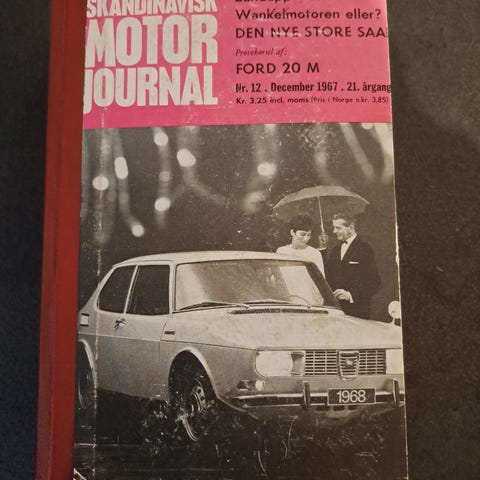 SKANDINAVISK
MOTOR
JOURNAL
Wankelmotoren eller?
DEN NYE STORE SAA
Prøvekørsel af:
FORD 20 M
Nr. 12 . December 1967 . 21. årgang
Kr. 3.25 incl. moms (Pris i Norge n.kr. 3,85)
1968